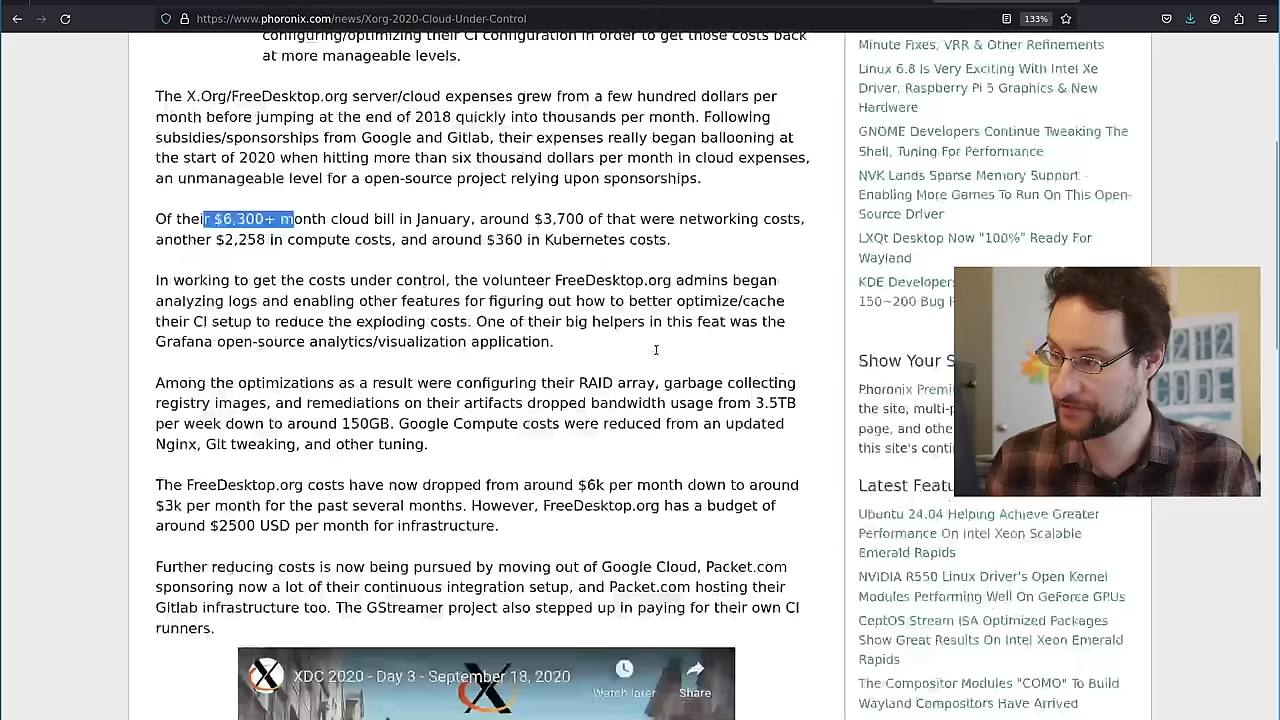 https://www.phoronix.com/news/Xorg-2020-Cloud-Under-Control
133%
configuring/optimizing their CI configuration in order to get those costs back
at more manageable levels.
The X.Org/FreeDesktop.org server/cloud expenses grew from a few hundred dollars per
month before jumping at the end of 2018 quickly into thousands per month. Following
subsidies/sponsorships from Google and Gitlab, their expenses really began ballooning at
the start of 2020 when hitting more than six thousand dollars per month in cloud expenses,
an unmanageable level for a open-source project relying upon sponsorships.
Of their $6,300+ month cloud bill in January, around $3,700 of that were networking costs,
another $2,258 in compute costs, and around $360 in Kubernetes costs.
In working to get the costs under control, the volunteer FreeDesktop.org admins began
analyzing logs and enabling other features for figuring out how to better optimize/cache
their CI setup to reduce the exploding costs. One of their big helpers in this feat was the
Grafana open-source analytics/visualization application.
Among the optimizations as a result were configuring their RAID array, garbage collecting
registry images, and remediations on their artifacts dropped bandwidth usage from 3.5TB
per week down to around 150GB. Google Compute costs were reduced from an updated
Nginx, Git tweaking, and other tuning.
The FreeDesktop.org costs have now dropped from around $6k per month down to around
$3k per month for the past several months. However, FreeDesktop.org has a budget of
around $2500 USD per month for infrastructure.
Further reducing costs is now being pursued by moving out of Google Cloud, Packet.com
sponsoring now a lot of their continuous integration setup, and Packet.com hosting their
Gitlab infrastructure too. The GStreamer project also stepped up in paying for their own CI
runners.
XDC 2020 - Day 3 - September 18, 2020
Watch later
Share
Minute Fixes, VRR & Other Refinements
Linux 6.8 Is Very Exciting With Intel Xe
Driver, Raspberry Pi 5 Graphics & New
Hardware
GNOME Developers Continue Tweaking The
Shell, Tuning For Performance
NVK Lands Sparse Memory Support -
Enabling More Games To Run On This Open-
Source Driver
LXQt Desktop Now "100%" Ready For
Wayland
KDE Developers
150~200 Bug
Show Your
Phoronix Premi
the site, multi-p
page, and othe
this site's conti
Latest Featu
Ubuntu 24.04 Helping Achieve Greater
Performance On Intel Xeon Scalable
Emerald Rapids
NVIDIA R550 Linux Driver's Open Kernel
Modules Performing Well On GeForce GPUs
CentOS Stream ISA Optimized Packages
Show Great Results On Intel Xeon Emerald
Rapids
The Compositor Modules "COMO" To Build
Wayland Compositors Have Arrived
CODE